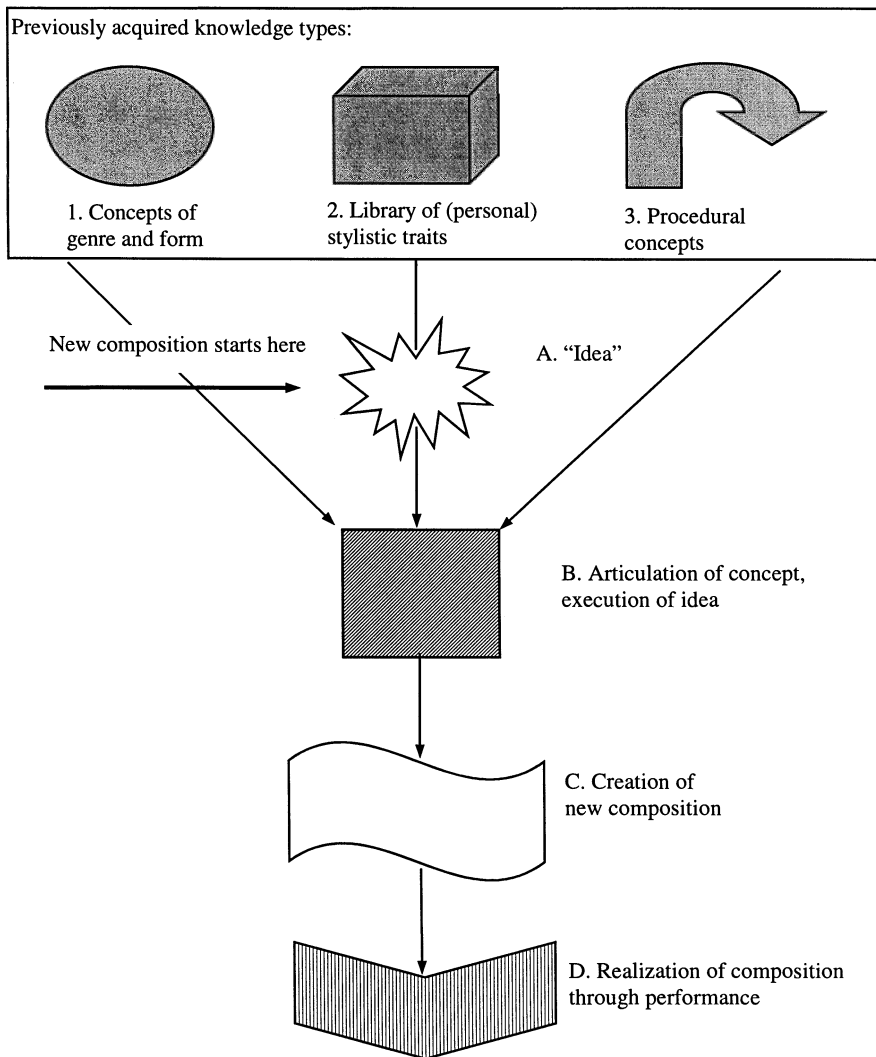 Previously acquired knowledge types:
1. Concepts of
genre and form
2. Library of (personal)
stylistic traits
3. Procedural
concepts
New composition starts here
A. “Idea”
B. Articulation of concept,
execution of idea
C. Creation of
new composition
D. Realization of composition
through performance